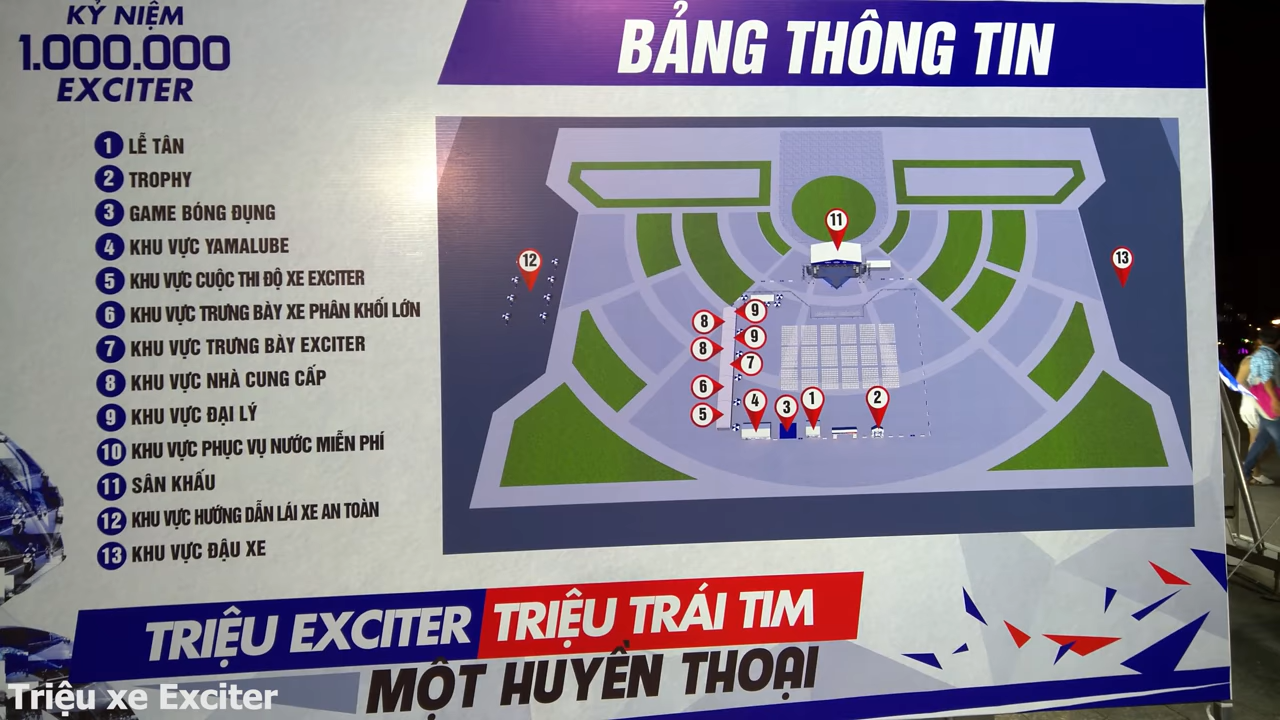 KỶ NIỆM
1.000.000
EXCITER
BẢNG THÔNG TIN
1 LỄ TÂN
2 TROPHY
3 GAME BÓNG ĐỤNG
4 KHU VỰC YAMALUBE
5 KHU VỰC CUỘC THI ĐỘ XE EXCITER
6 KHU VỰC TRƯNG BÀY XE PHÂN KHỐI LỚN
7 KHU VỰC TRƯNG BÀY EXCITER
8 KHU VỰC NHÀ CUNG CẤP
9 KHU VỰC ĐẠI LÝ
10 KHU VỰC PHỤC VỤ NƯỚC MIỄN PHÍ
11 SÂN KHẤU
12 KHU VỰC HƯỚNG DẪN LÁI XE AN TOÀN
13 KHU VỰC ĐẬU XE
11
12
13
9
8
9
8
7
6
5
4
3
1
2
TRIỆU EXCITER TRIỆU TRÁI TIM
MỘT HUYỀN THOẠI
Triệu xe Exciter